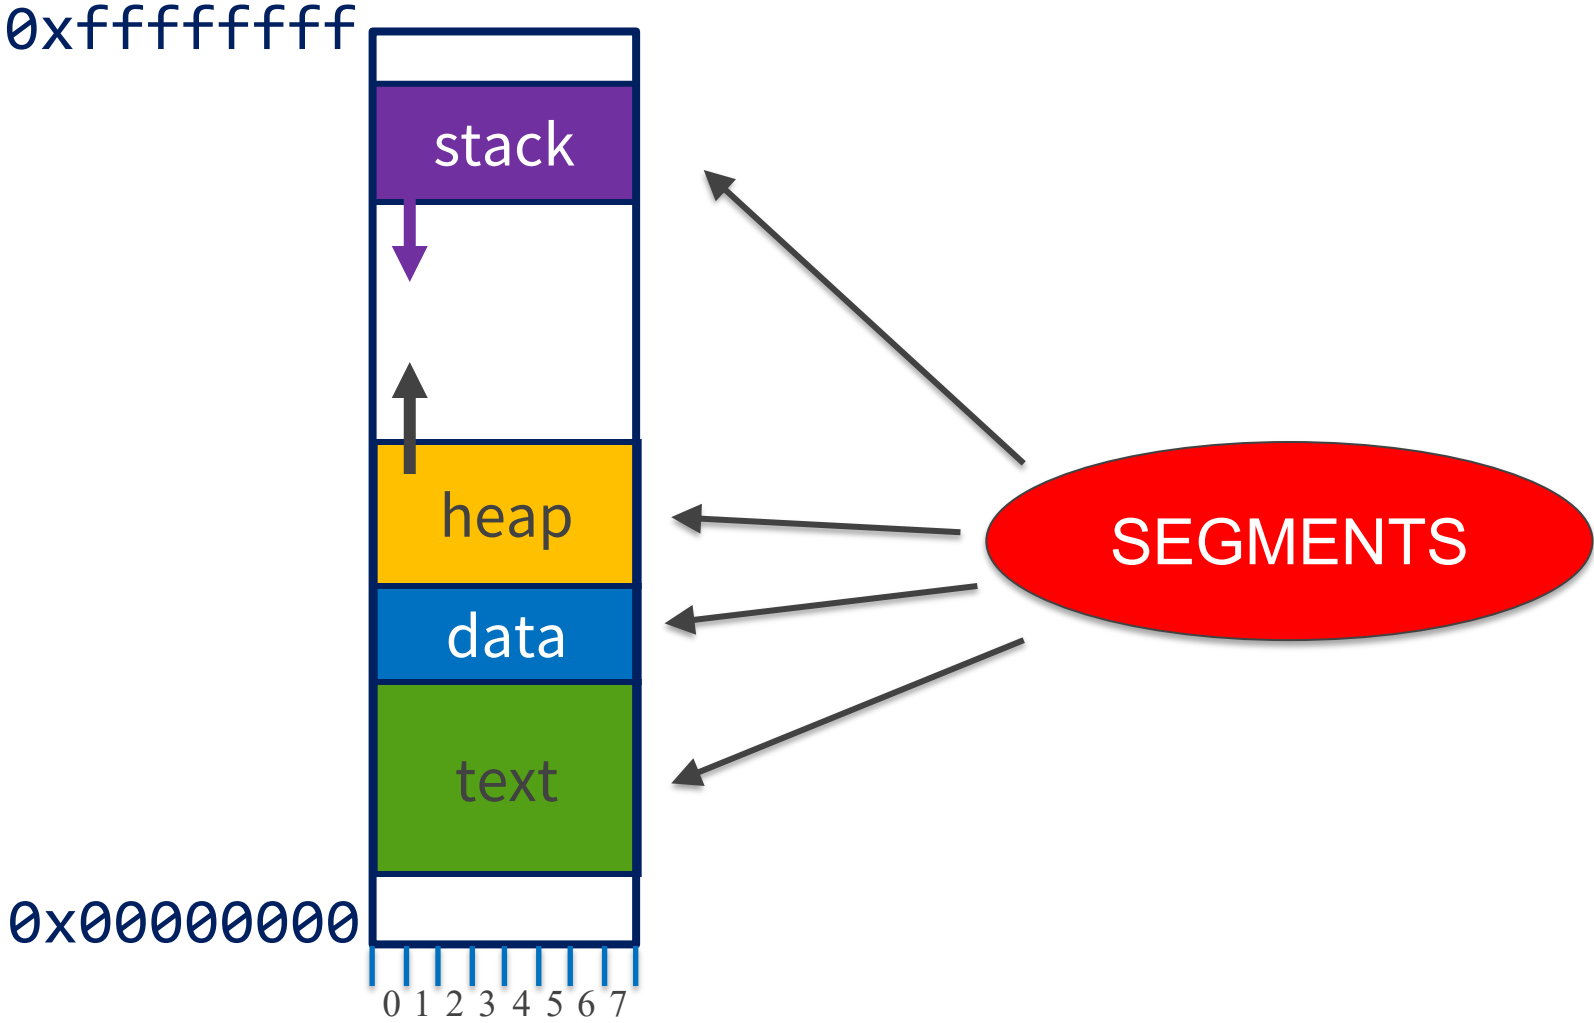 0xffffffff
stack
heap
SEGMENTS
data
text
0x00000000
0 1 2 3 4 5 6 7